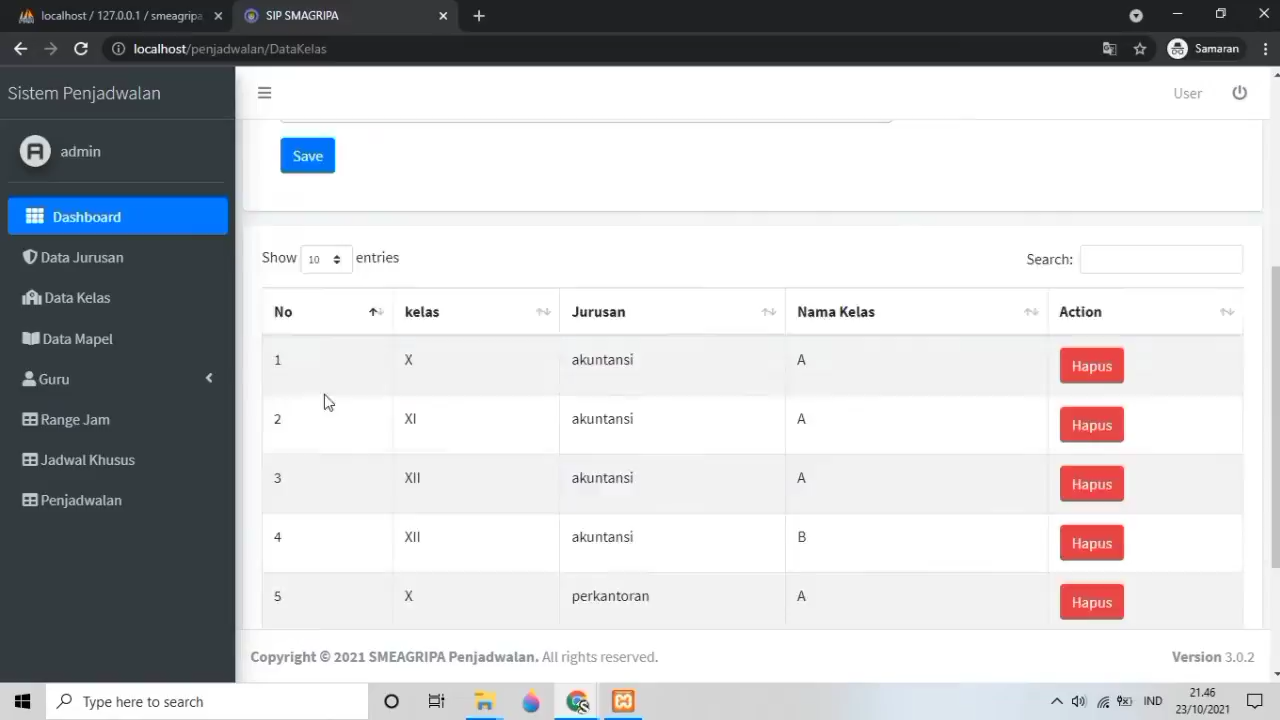 localhost / 127.0.0.1 / smeagripa
SIP SMAGRIPA
localhost/penjadwalan/DataKelas
Samaran
Sistem Penjadwalan
User
admin
Save
Dashboard
Data Jurusan
Data Kelas
Data Mapel
Guru
Range Jam
Jadwal Khusus
Penjadwalan
Show 10 entries
Search:
No kelas Jurusan Nama Kelas Action
1 X akuntansi A Hapus
2 XI akuntansi A Hapus
3 XII akuntansi A Hapus
4 XII akuntansi B Hapus
5 X perkantoran A Hapus
Copyright © 2021 SMEAGRIPA Penjadwalan. All rights reserved.
Version 3.0.2
Type here to search
IND
21.46
23/10/2021